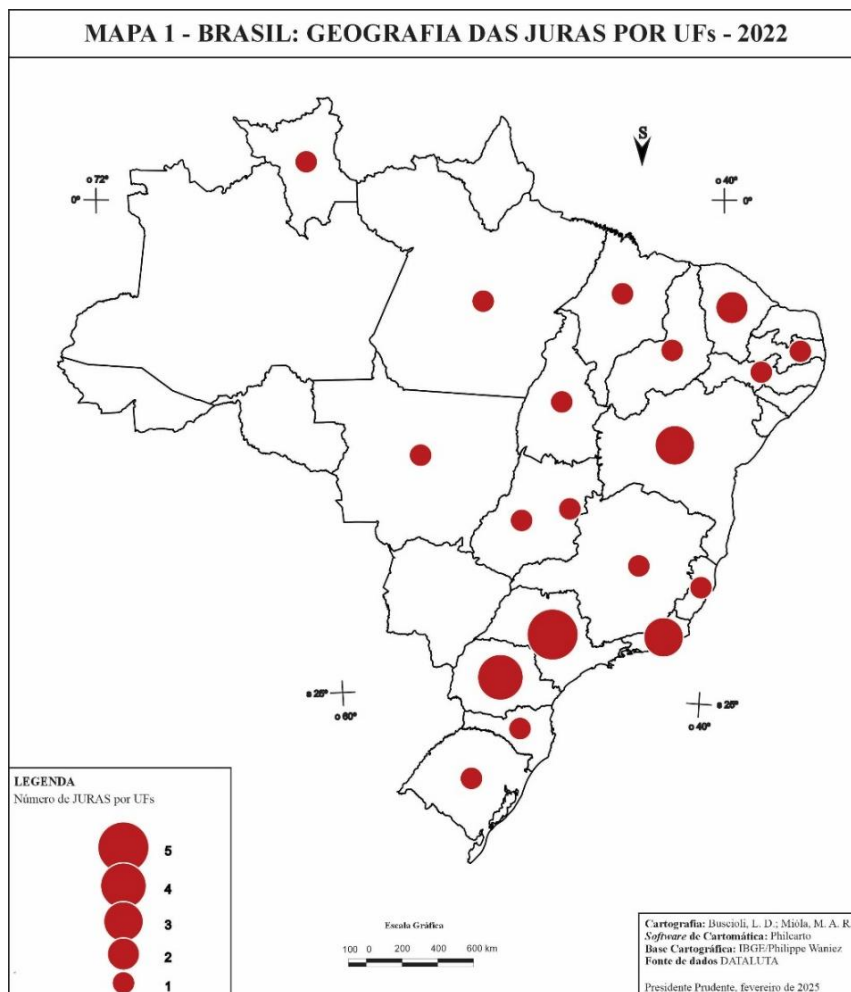 MAPA 1 - BRASIL: GEOGRAFIA DAS JURAS POR UFs - 2022
S
o 72º
0º
o 40º
0º
s 25º
o 60º
s 25º
o 40º
LEGENDA
Número de JURAS por UFs
5
4
3
2
1
Escala Gráfica
100 0 200 400 600 km
Cartografia: Buscioli, L. D.; Mióla, M. A. R.
Software de Cartomática: Philcarto
Base Cartográfica: IBGE/Philippe Waniez
Fonte de dados DATALUTA
Presidente Prudente, fevereiro de 2025